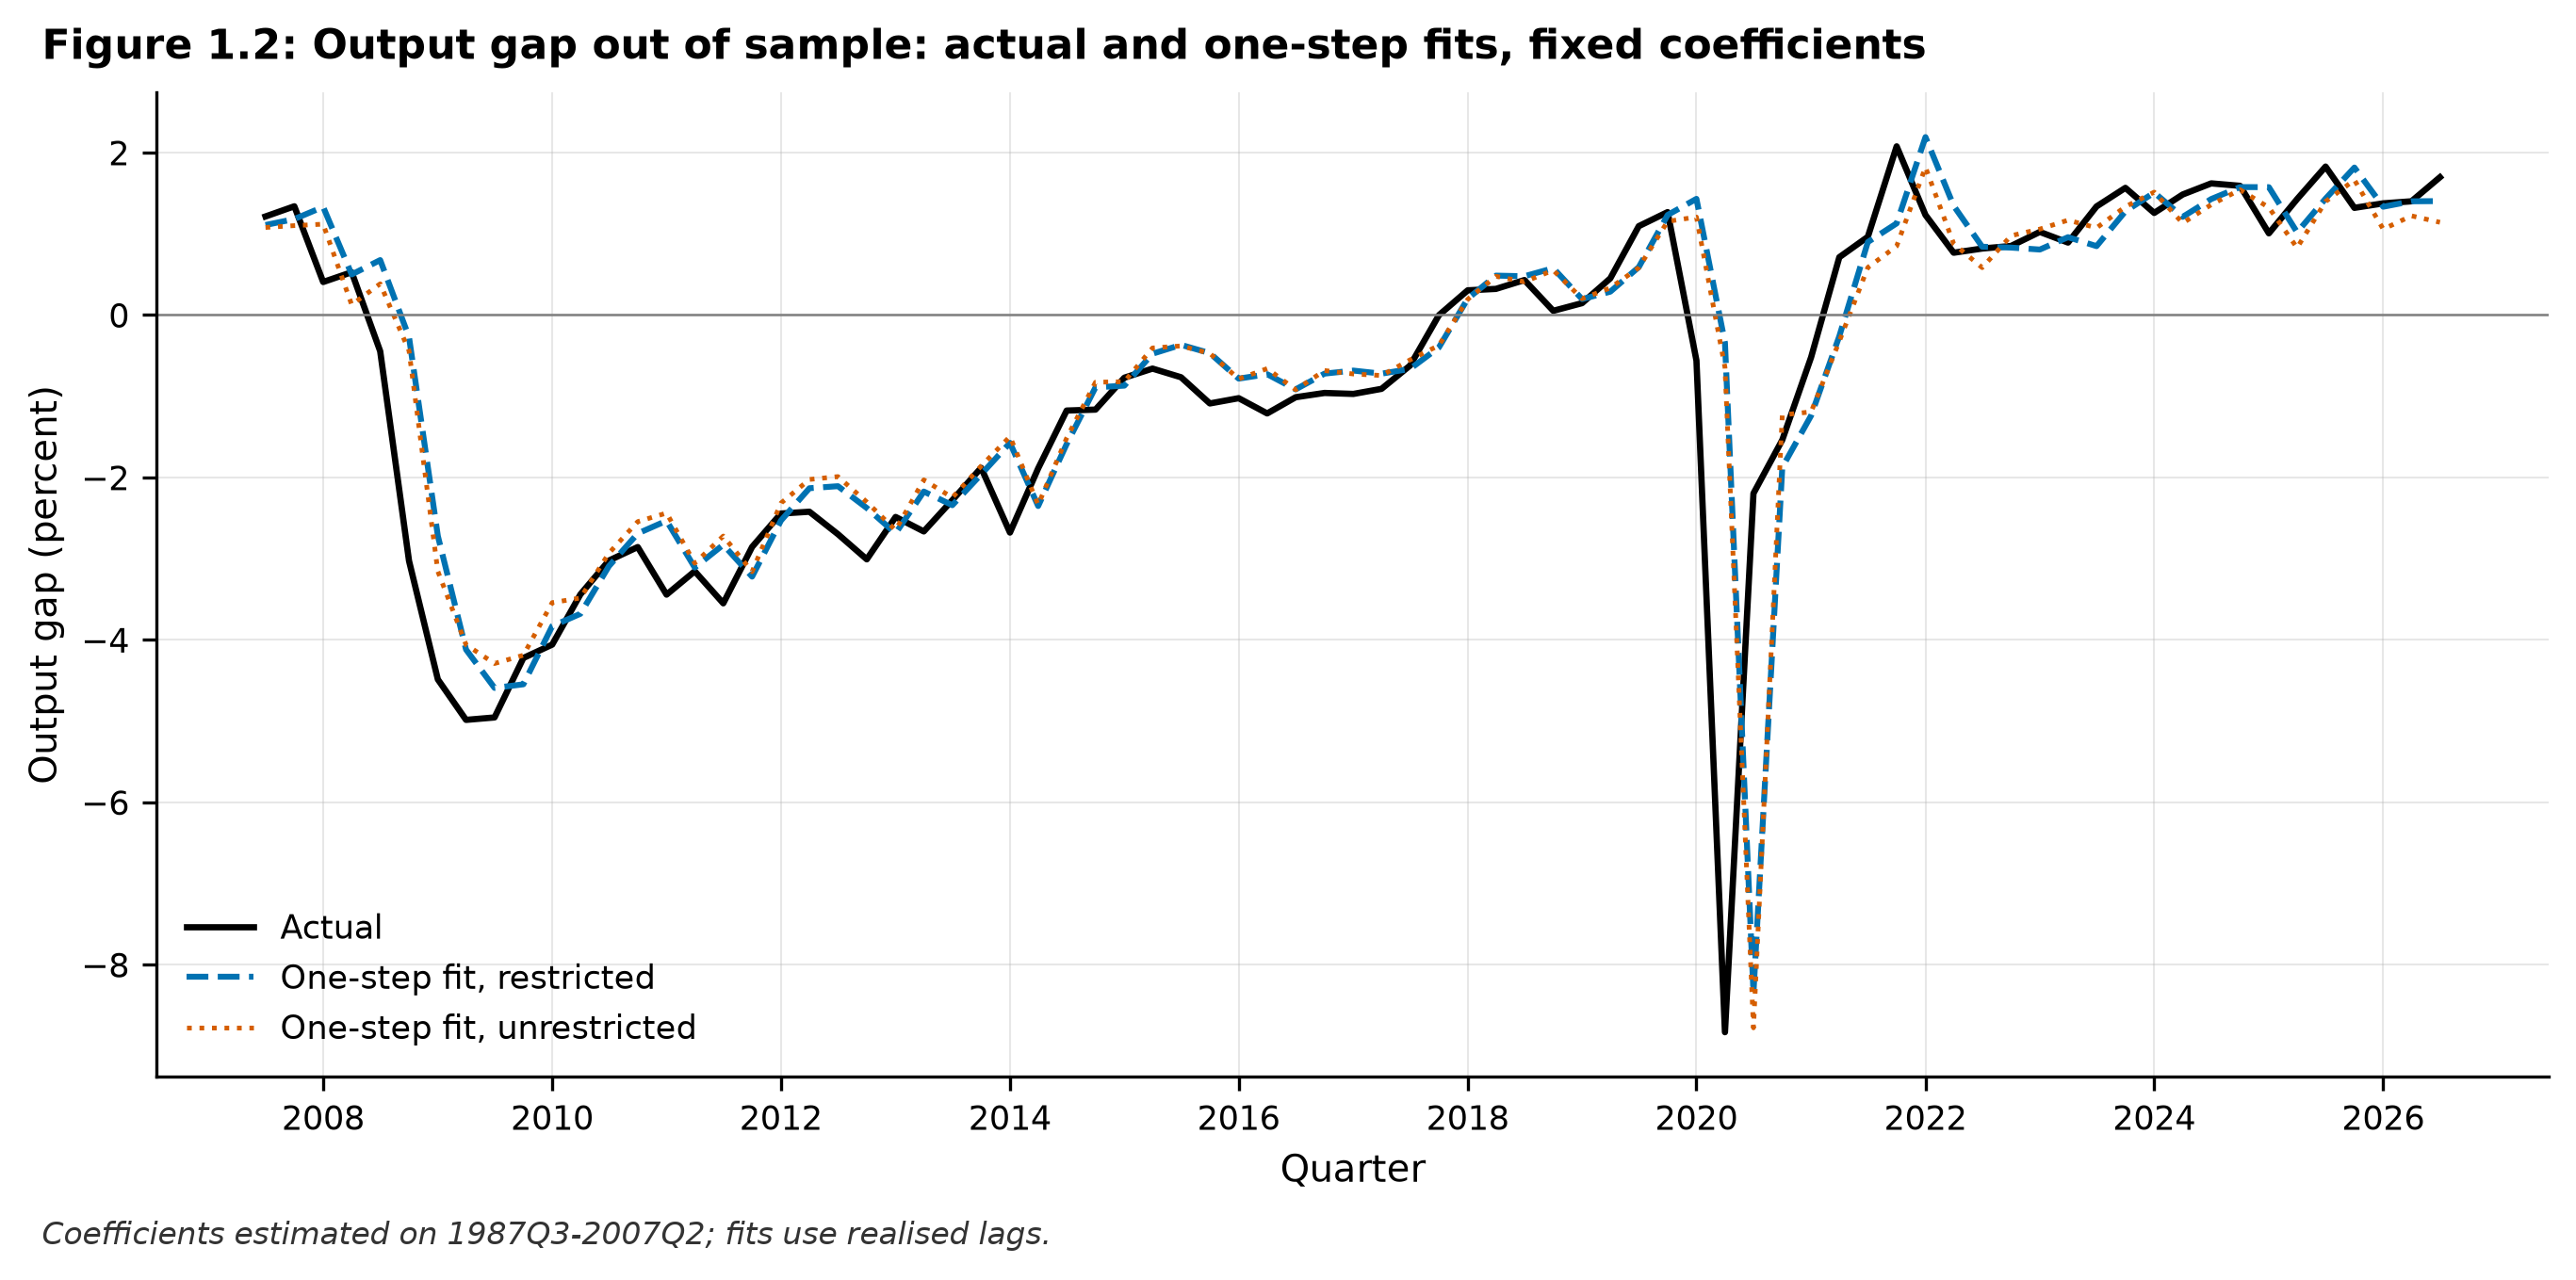 Figure 1.2: Output gap out of sample: actual and one-step fits, fixed coefficients
Output gap (percent)
2
0
−2
−4
−6
−8
Actual
One-step fit, restricted
One-step fit, unrestricted
2008 2010 2012 2014 2016 2018 2020 2022 2024 2026
Quarter
Coefficients estimated on 1987Q3-2007Q2; fits use realised lags.